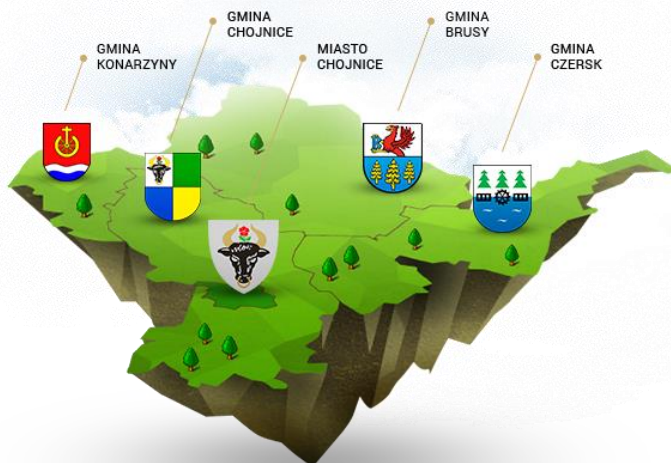 GMINA
KONARZYNY
GMINA
CHOJNICE
MIASTO
CHOJNICE
GMINA
BRUSY
GMINA
CZERSK